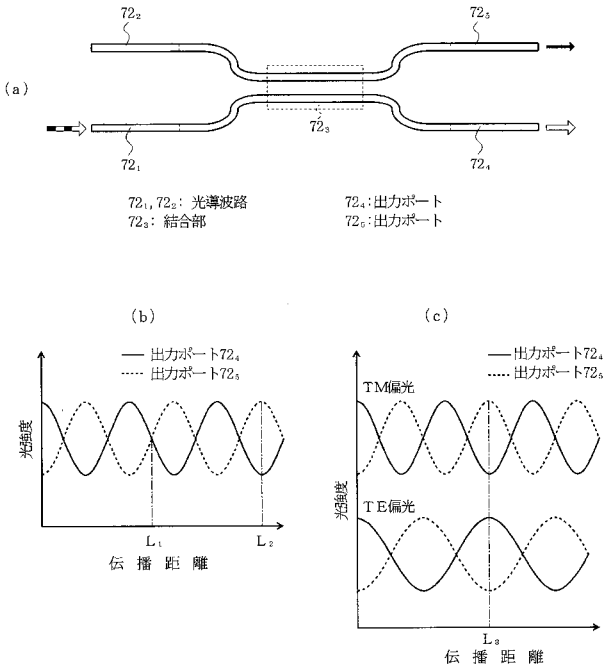 72₂
72₅
(a)
72₁
72₃
72₄
72₁,72₂: 光導波路
72₄:出力ポート
72₃: 結合部
72₅:出力ポート
(b)
出力ポート72₄
出力ポート72₅
光強度
L₁
L₂
伝播距離
(c)
出力ポート72₄
出力ポート72₅
TM偏光
TE偏光
光強度
L₃
伝播距離